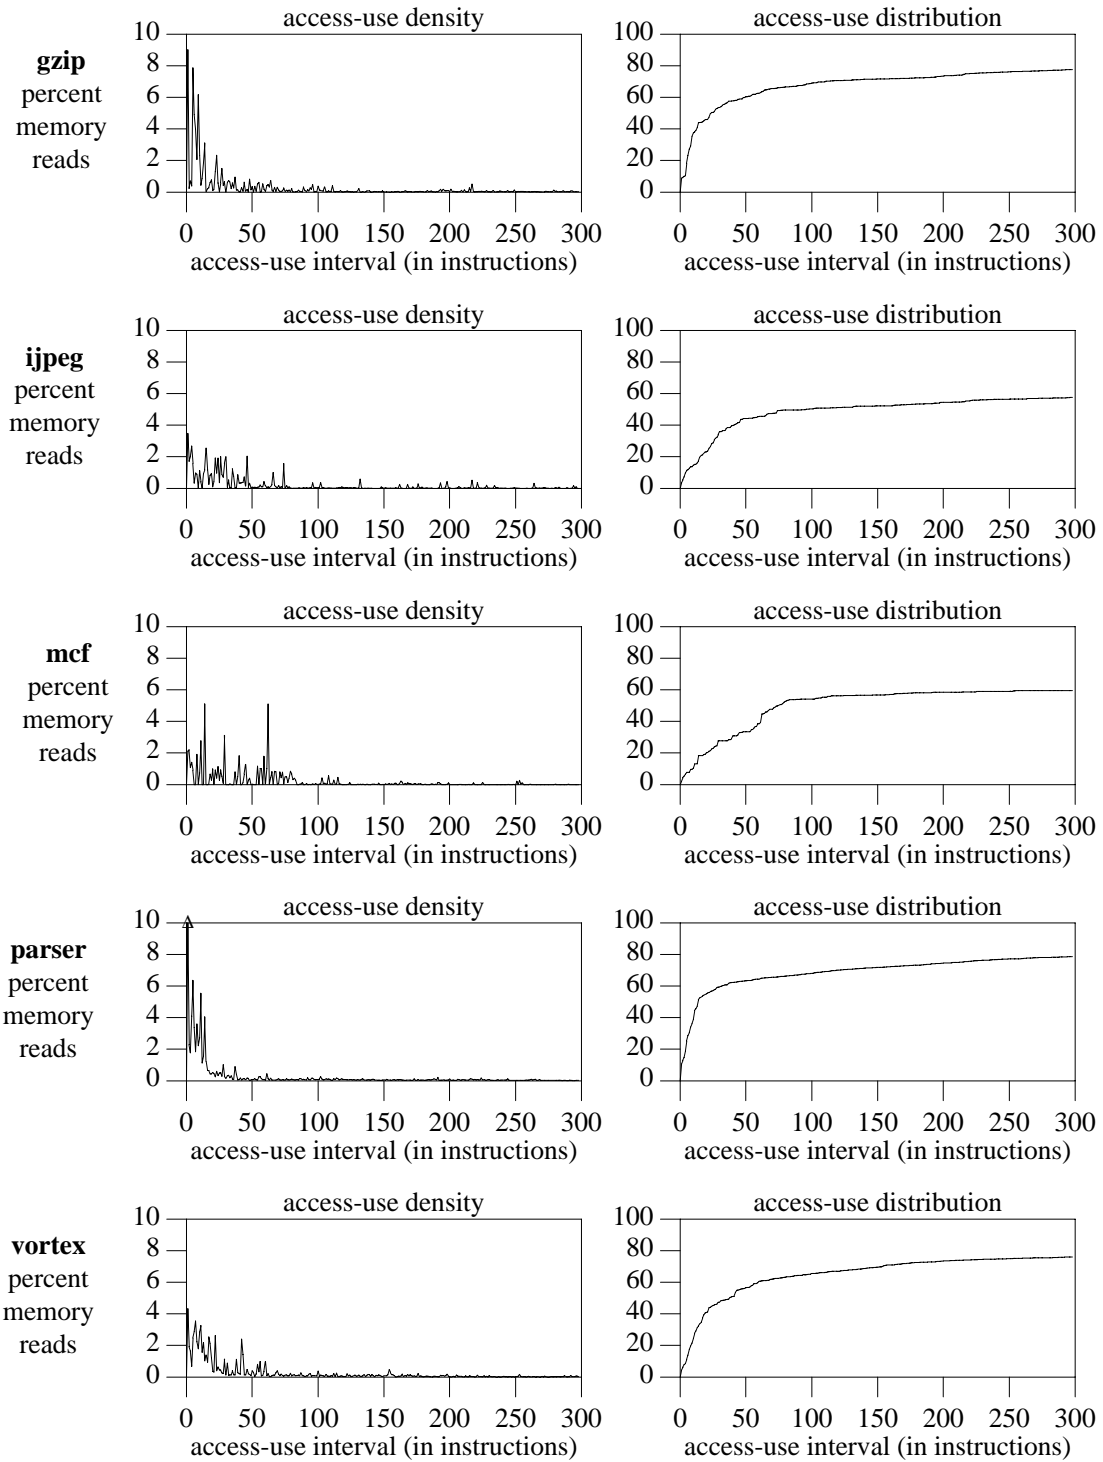 access-use density
access-use distribution
gzip
percent
memory
reads
10
8
6
4
2
0
100
80
60
40
20
0
0 50 100 150 200 250 300
0 50 100 150 200 250 300
access-use interval (in instructions)
access-use interval (in instructions)
access-use density
access-use distribution
ijpeg
percent
memory
reads
10
8
6
4
2
0
100
80
60
40
20
0
0 50 100 150 200 250 300
0 50 100 150 200 250 300
access-use interval (in instructions)
access-use interval (in instructions)
access-use density
access-use distribution
mcf
percent
memory
reads
10
8
6
4
2
0
100
80
60
40
20
0
0 50 100 150 200 250 300
0 50 100 150 200 250 300
access-use interval (in instructions)
access-use interval (in instructions)
access-use density
access-use distribution
parser
percent
memory
reads
10
8
6
4
2
0
100
80
60
40
20
0
0 50 100 150 200 250 300
0 50 100 150 200 250 300
access-use interval (in instructions)
access-use interval (in instructions)
access-use density
access-use distribution
vortex
percent
memory
reads
10
8
6
4
2
0
100
80
60
40
20
0
0 50 100 150 200 250 300
0 50 100 150 200 250 300
access-use interval (in instructions)
access-use interval (in instructions)